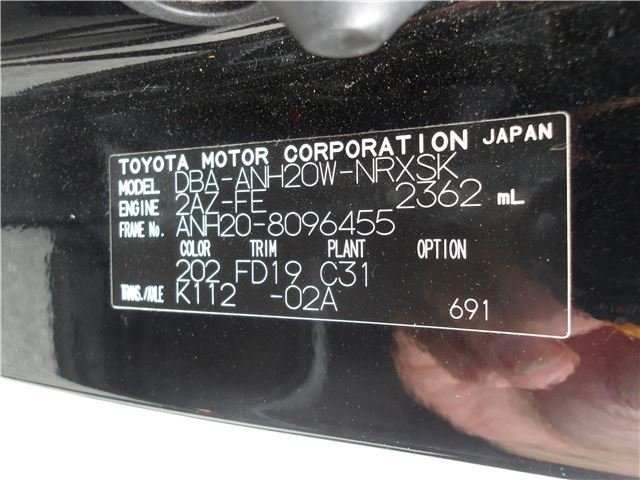 TOYOTA MOTOR CORPORATION JAPAN
MODEL DBA-ANH20W-NRXSK
ENGINE 2AZ-FE 2362 mL
FRAME No. ANH20-8096455
COLOR TRIM PLANT OPTION
202 FD19 C31
TRANS./AXLE K112 -02A
691